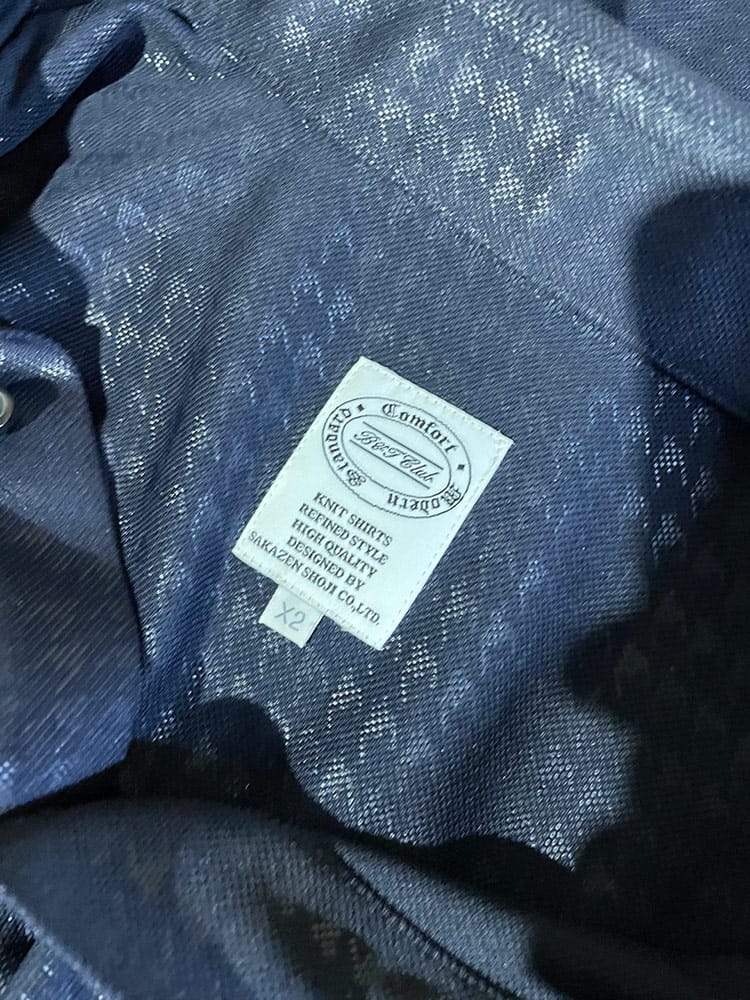 Standard • Comfort • Modern
B&T Club
KNIT SHIRTS
REFINED STYLE
HIGH QUALITY
DESIGNED BY
SAKAZEN SHOJI CO.,LTD.
X2